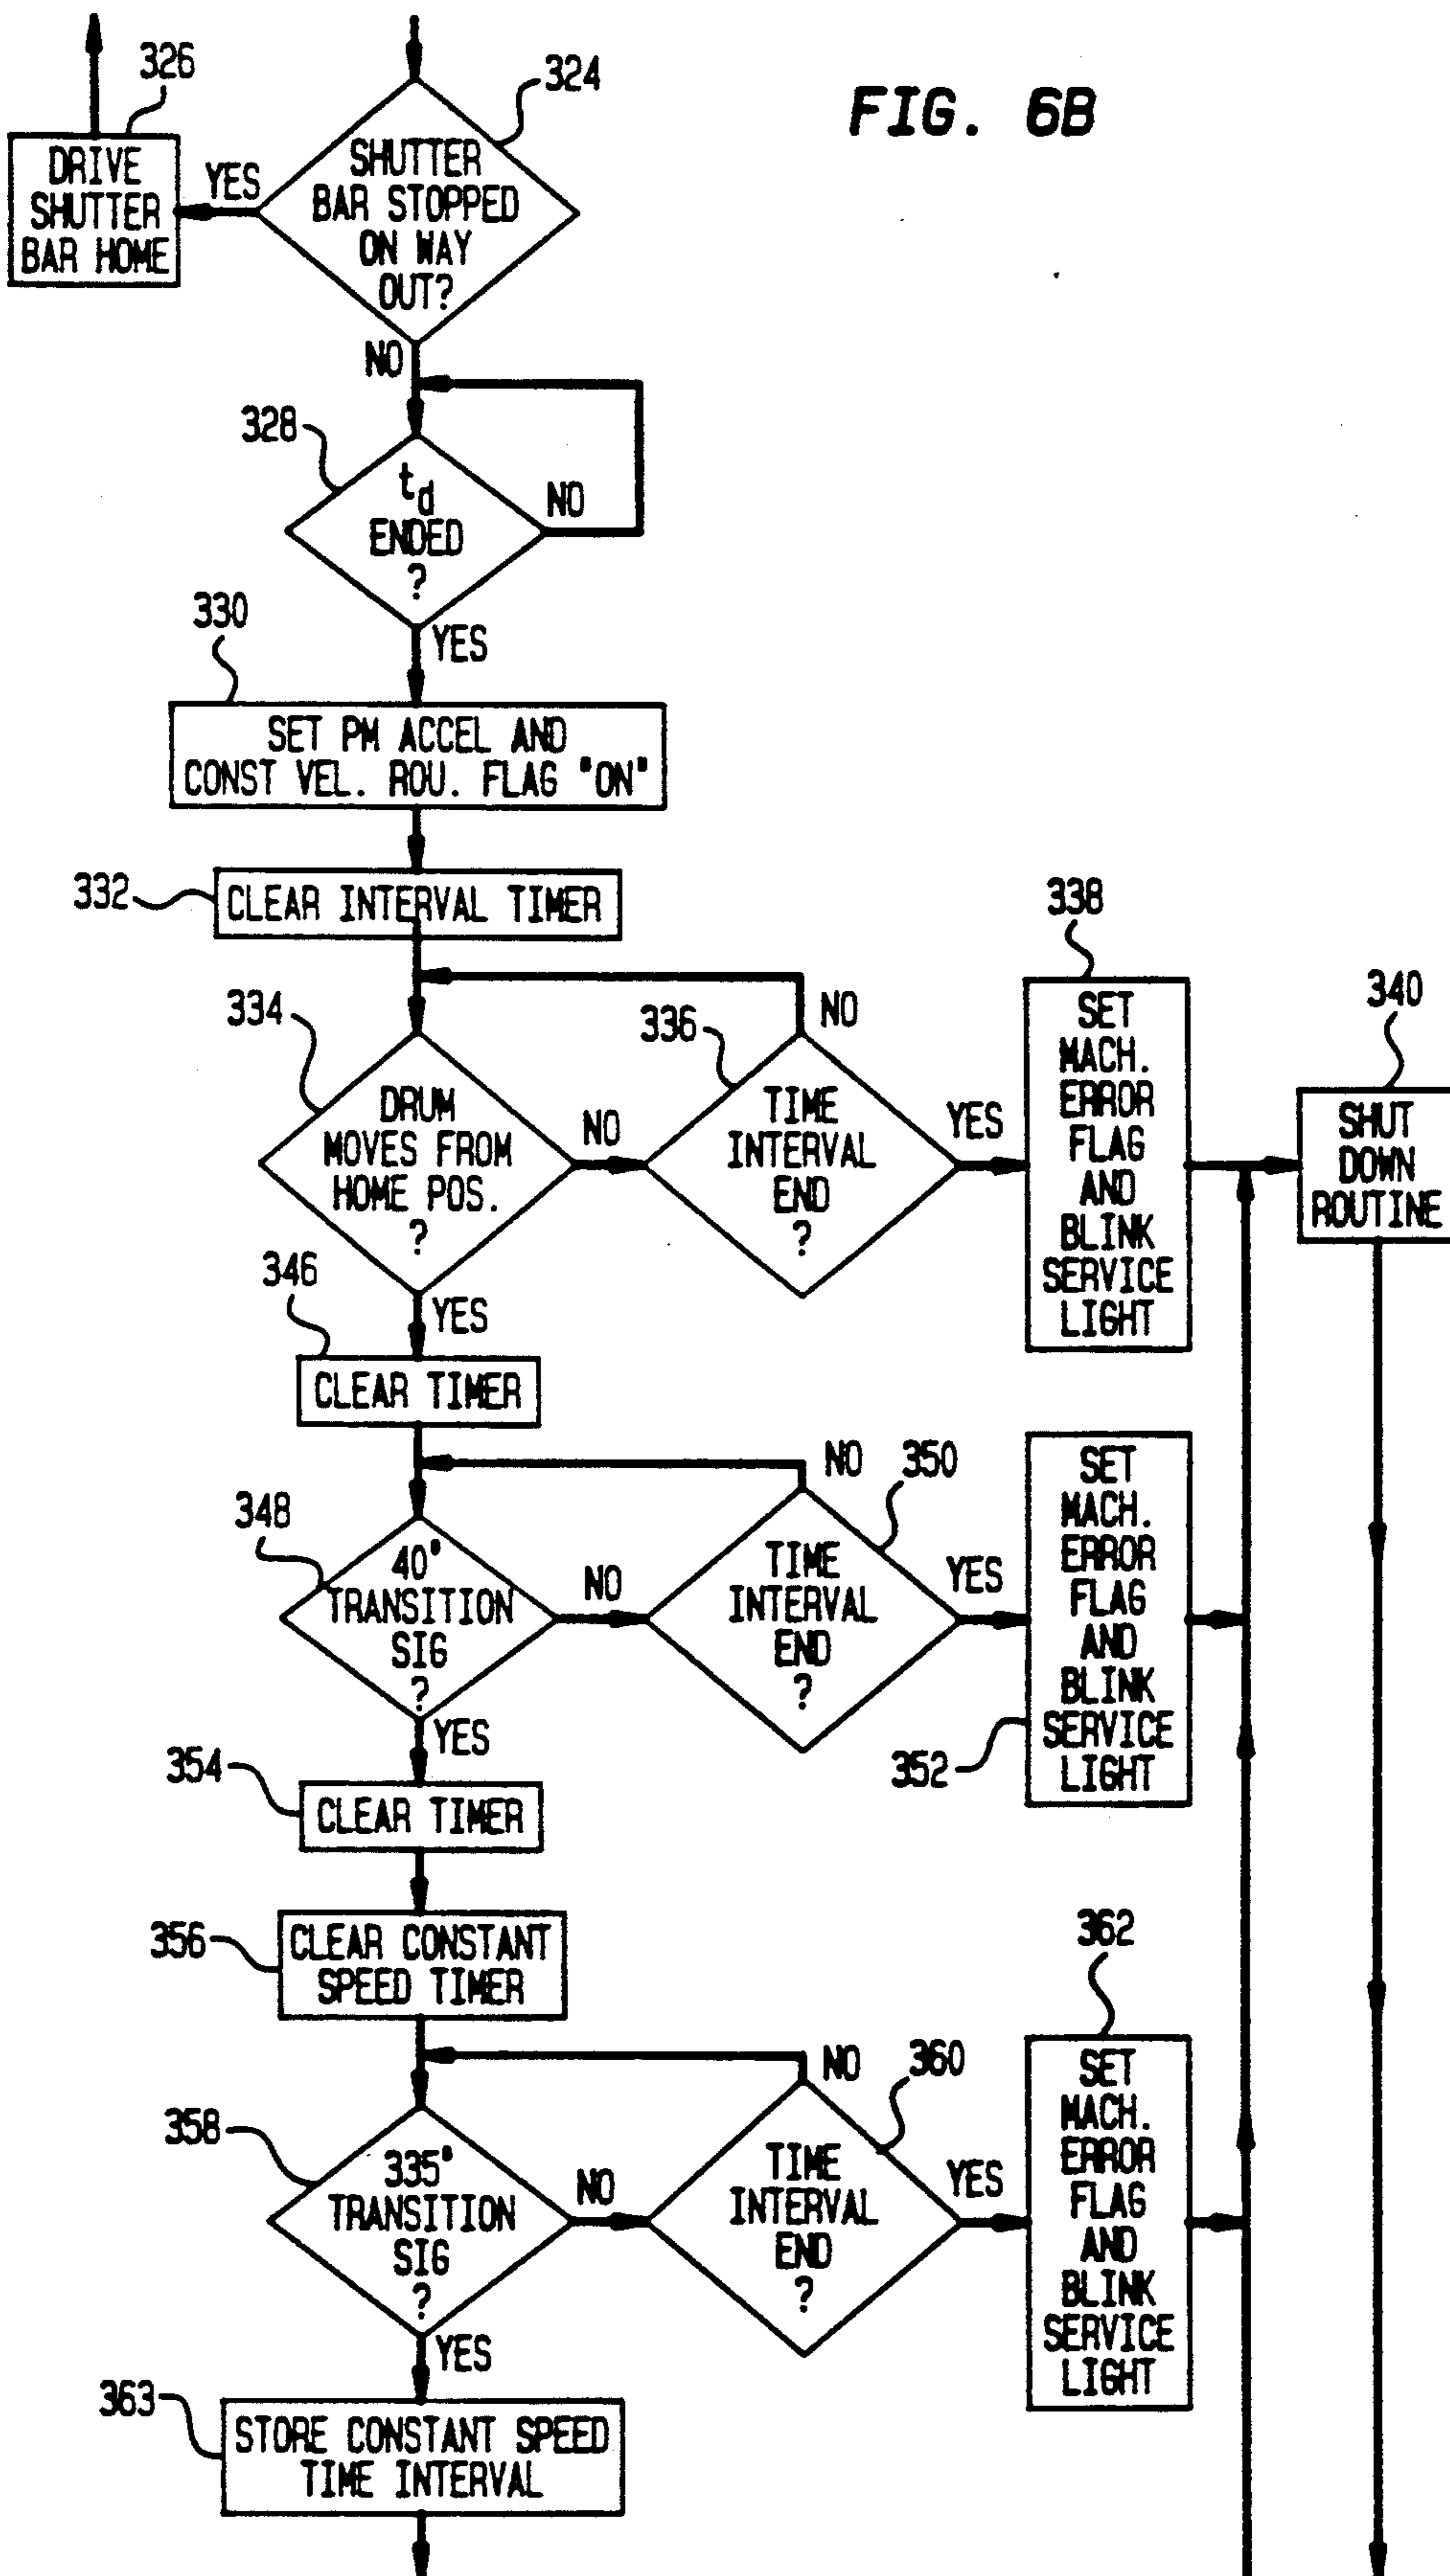 FIG. 6B
326
324
DRIVE
SHUTTER
BAR HOME
YES
SHUTTER
BAR STOPPED
ON WAY
OUT?
NO
328
td
ENDED
?
NO
YES
330
SET PM ACCEL AND
CONST VEL. ROU. FLAG "ON"
332
CLEAR INTERVAL TIMER
334
DRUM
MOVES FROM
HOME POS.
?
NO
336
TIME
INTERVAL
END
?
NO
YES
338
SET
MACH.
ERROR
FLAG
AND
BLINK
SERVICE
LIGHT
340
SHUT
DOWN
ROUTINE
YES
346
CLEAR TIMER
348
40°
TRANSITION
SIG
?
NO
350
TIME
INTERVAL
END
?
NO
YES
352
SET
MACH.
ERROR
FLAG
AND
BLINK
SERVICE
LIGHT
YES
354
CLEAR TIMER
356
CLEAR CONSTANT
SPEED TIMER
358
335°
TRANSITION
SIG
?
NO
360
TIME
INTERVAL
END
?
NO
YES
362
SET
MACH.
ERROR
FLAG
AND
BLINK
SERVICE
LIGHT
YES
363
STORE CONSTANT SPEED
TIME INTERVAL